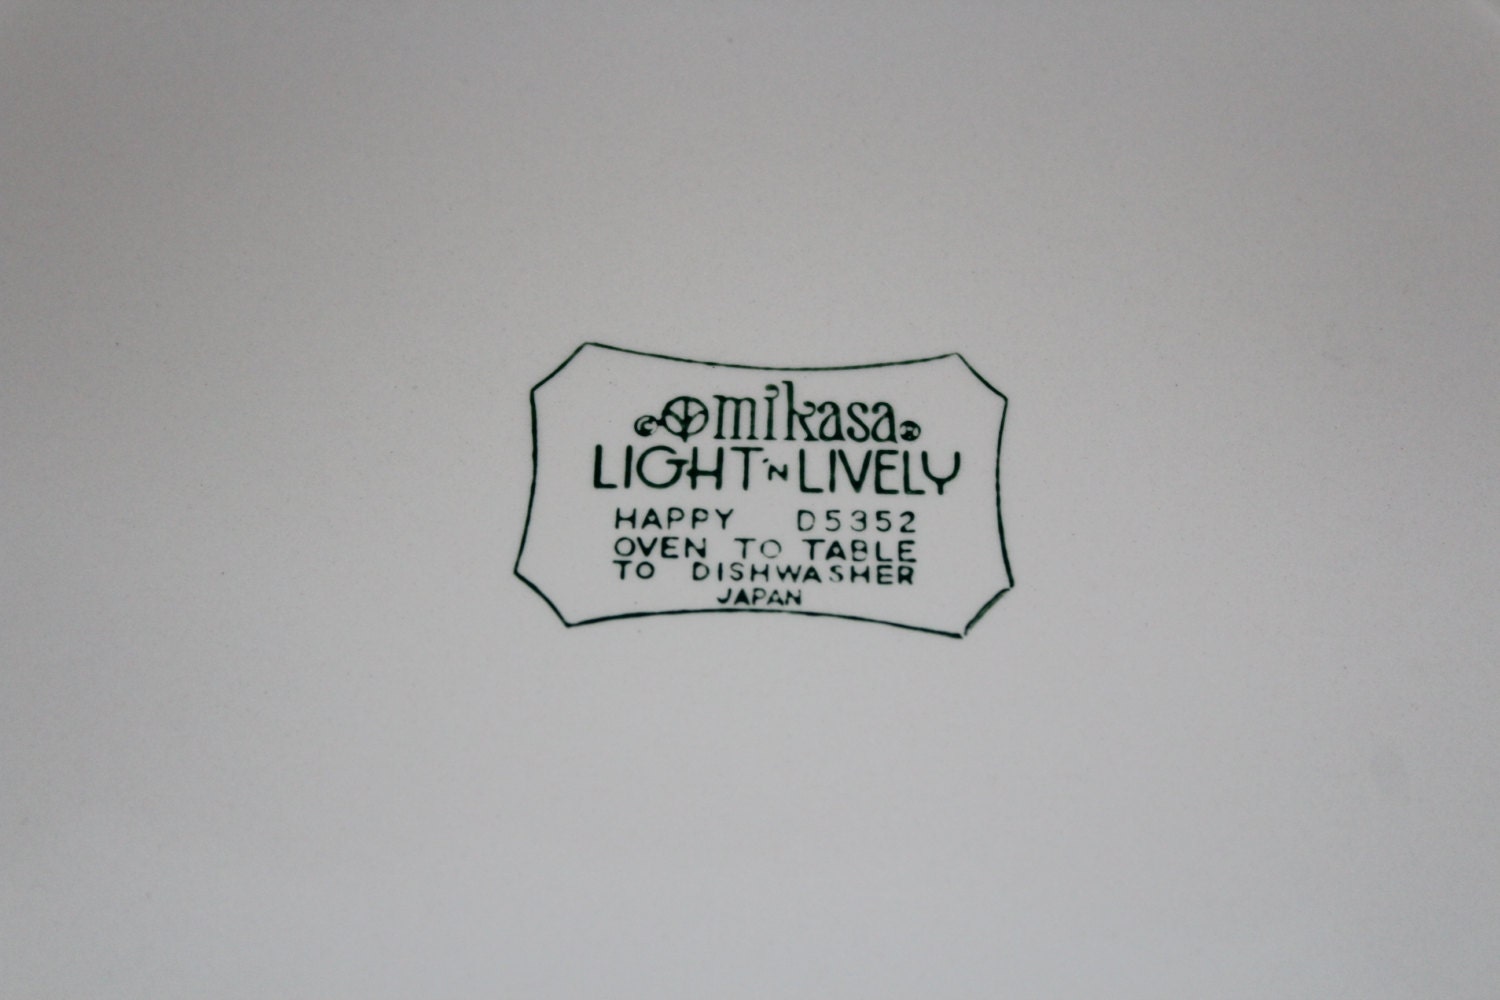 mikasa
LIGHT 'N LIVELY
HAPPY D5352
OVEN TO TABLE
TO DISHWASHER
JAPAN